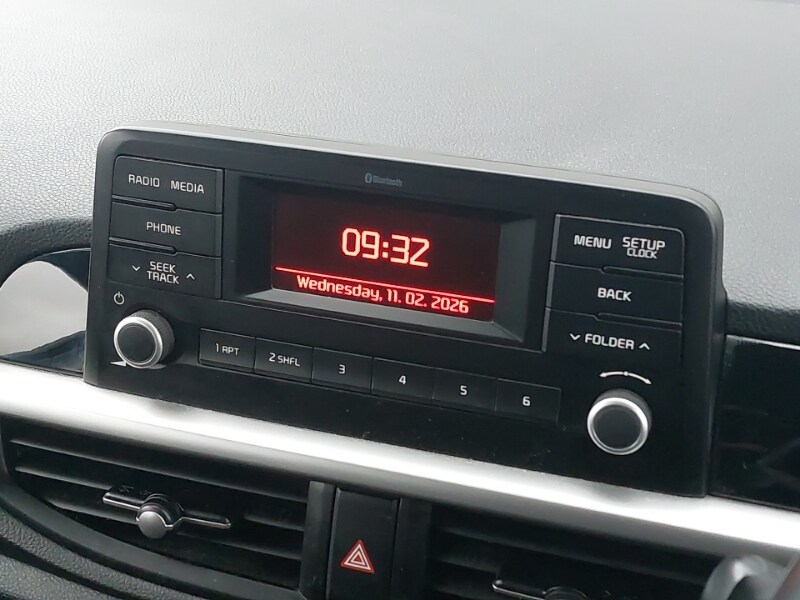 Bluetooth
RADIO MEDIA
PHONE
SEEK
TRACK
09:32
Wednesday, 11. 02. 2026
MENU SETUP
CLOCK
BACK
FOLDER
1 RPT
2 SHFL
3
4
5
6